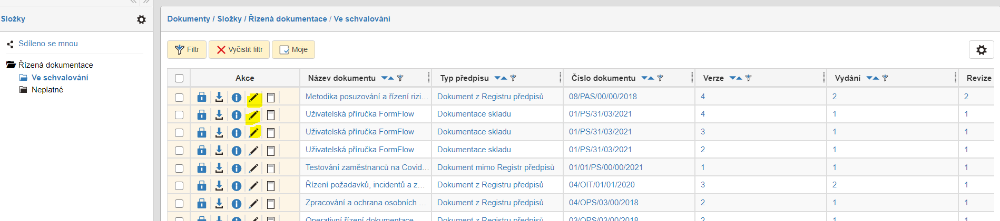 Složky
Sdíleno se mnou
Řízená dokumentace
Ve schvalování
Neplatné
Dokumenty / Složky / Řízená dokumentace / Ve schvalování
Filtr Vyčistit filtr Moje
Akce Název dokumentu Typ předpisu Číslo dokumentu Verze Vydání Revize
Metodika posuzování a řízení rizi... Dokument z Registru předpisů 08/PAS/00/00/2018 4 2 2
Uživatelská příručka FormFlow Dokumentace skladu 01/PS/31/03/2021 4 1 1
Uživatelská příručka FormFlow Dokumentace skladu 01/PS/31/03/2021 3 1 1
Uživatelská příručka FormFlow Dokumentace skladu 01/PS/31/03/2021 2 1 1
Testování zaměstnanců na Covid... Dokument mimo Registr předpisů 01/01/PS/00/00/2021 1 1 1
Řízení požadavků, incidentů a z... Dokument z Registru předpisů 04/OIT/01/01/2020 3 2 1
Zpracování a ochrana osobních ... Dokument z Registru předpisů 04/OPS/03/00/2018 2 1 1
Operativní řízení dokumentace Dokument z Registru předpisů 03/OPS/03/00/2018 2 1 1